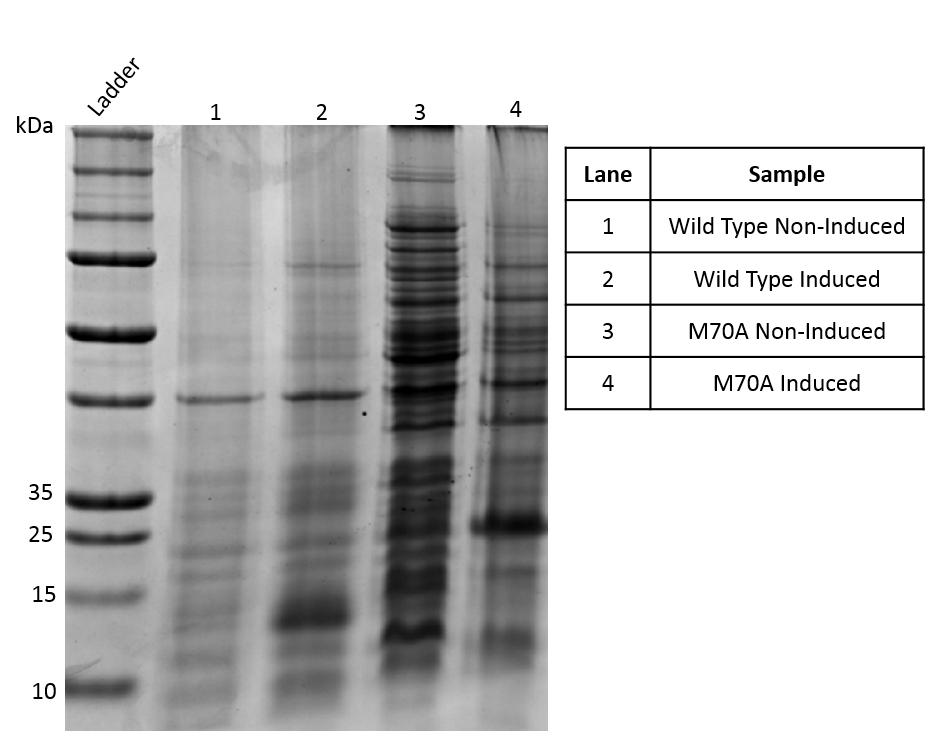 Ladder
kDa 1 2 3 4
35
25
15
10
Lane Sample
1 Wild Type Non-Induced
2 Wild Type Induced
3 M70A Non-Induced
4 M70A Induced